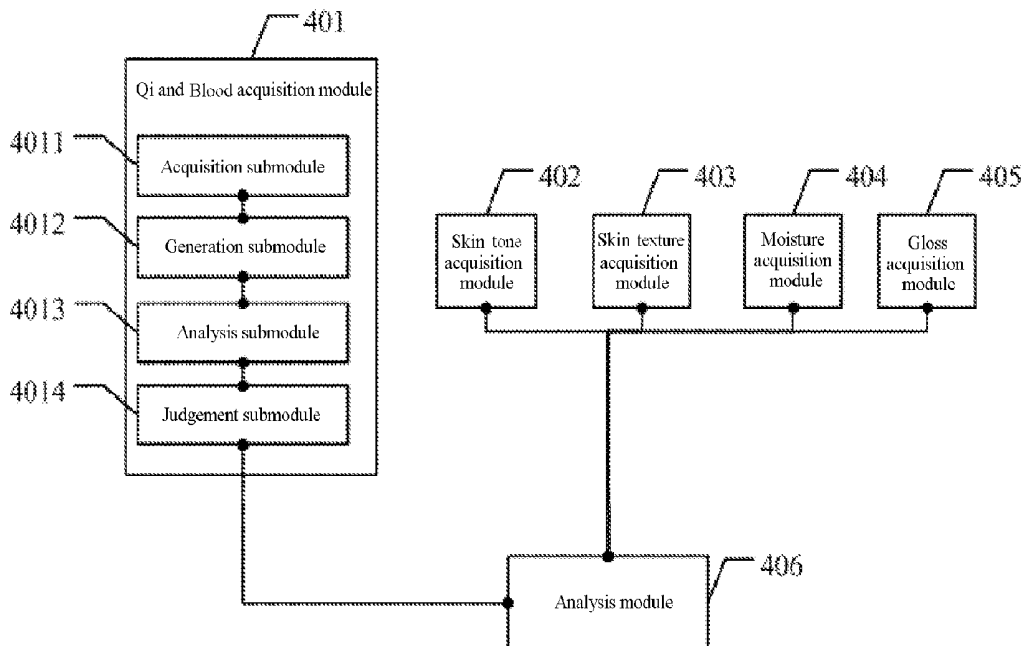 401
Qi and Blood acquisition module
4011
Acquisition submodule
4012
Generation submodule
4013
Analysis submodule
4014
Judgement submodule
402
Skin tone
acquisition
module
403
Skin texture
acquisition
module
404
Moisture
acquisition
module
405
Gloss
acquisition
module
406
Analysis module